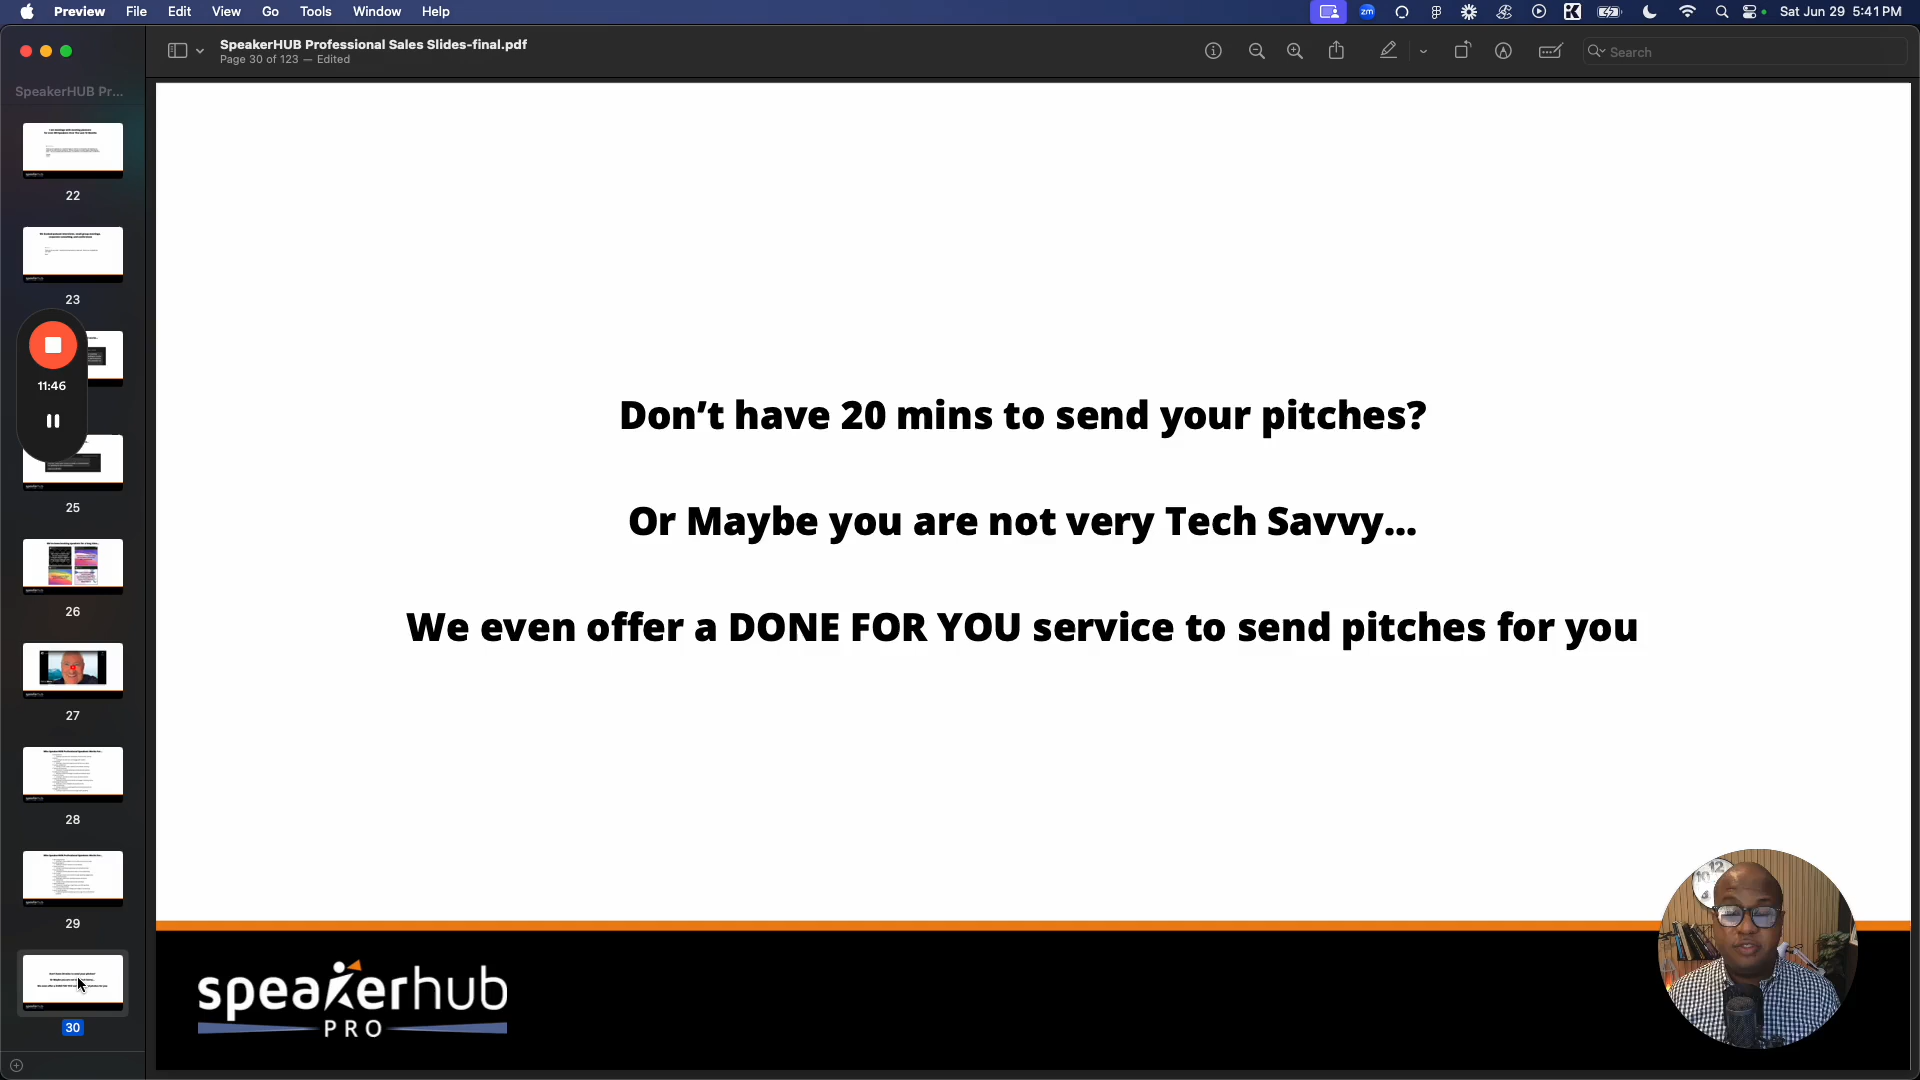 Preview File Edit View Go Tools Window Help
zm
Sat Jun 29 5:41 PM
SpeakerHUB Professional Sales Slides-final.pdf
Page 30 of 123 — Edited
Search
SpeakerHUB Pr...
22
23
11:46
25
26
27
28
29
30
Don’t have 20 mins to send your pitches?
Or Maybe you are not very Tech Savvy...
We even offer a DONE FOR YOU service to send pitches for you
speakerhub
PRO